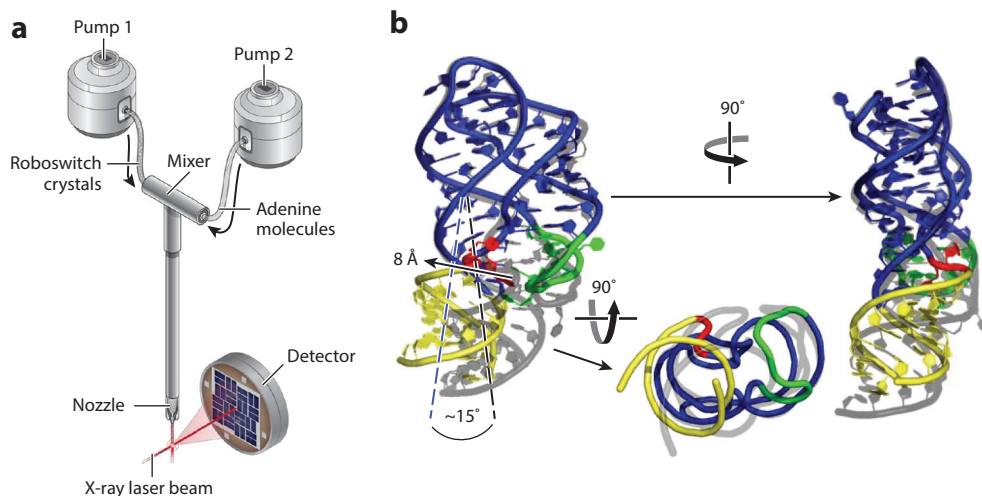 a
Pump 1
Pump 2
Roboswitch
crystals
Mixer
Adenine
molecules
Detector
Nozzle
X-ray laser beam
b
90˚
8 Å
90˚
~15˚